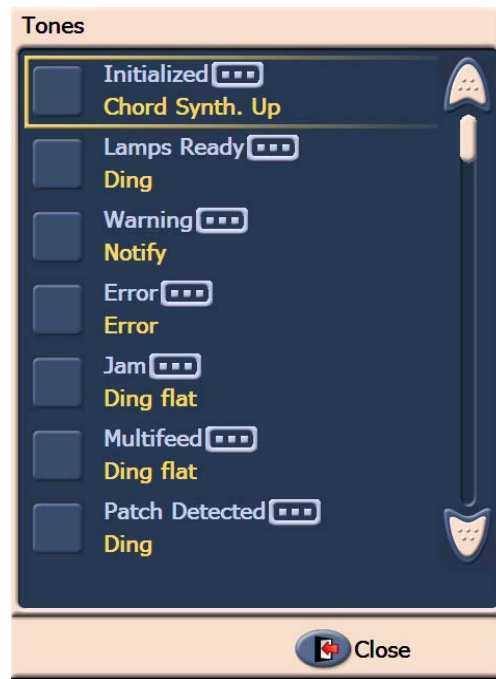 Tones
Initialized
Chord Synth. Up
Lamps Ready
Ding
Warning
Notify
Error
Error
Jam
Ding flat
Multifeed
Ding flat
Patch Detected
Ding
Close